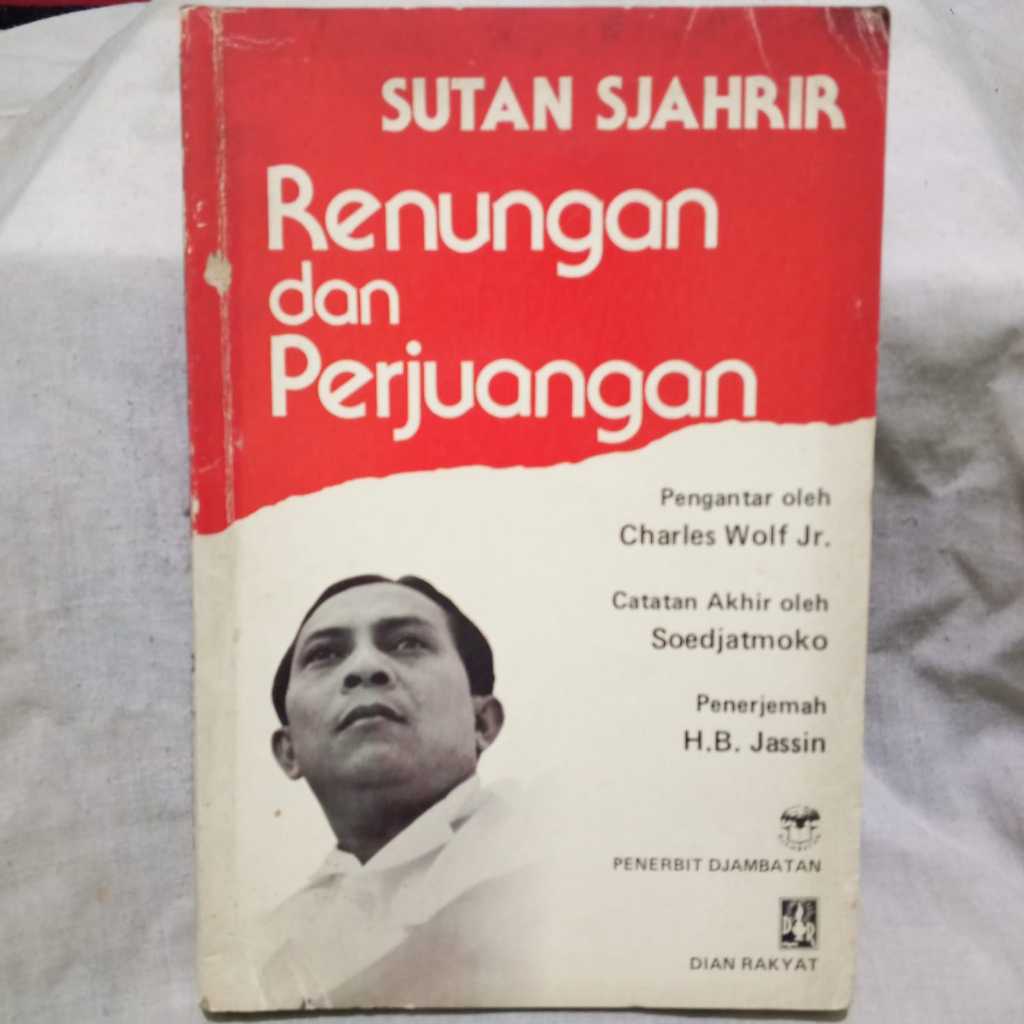 SUTAN SJAHRIR
Renungan
dan
Perjuangan
Pengantar oleh
Charles Wolf Jr.
Catatan Akhir oleh
Soedjatmoko
Penerjemah
H.B. Jassin
PENERBIT DJAMBATAN
DR
DIAN RAKYAT